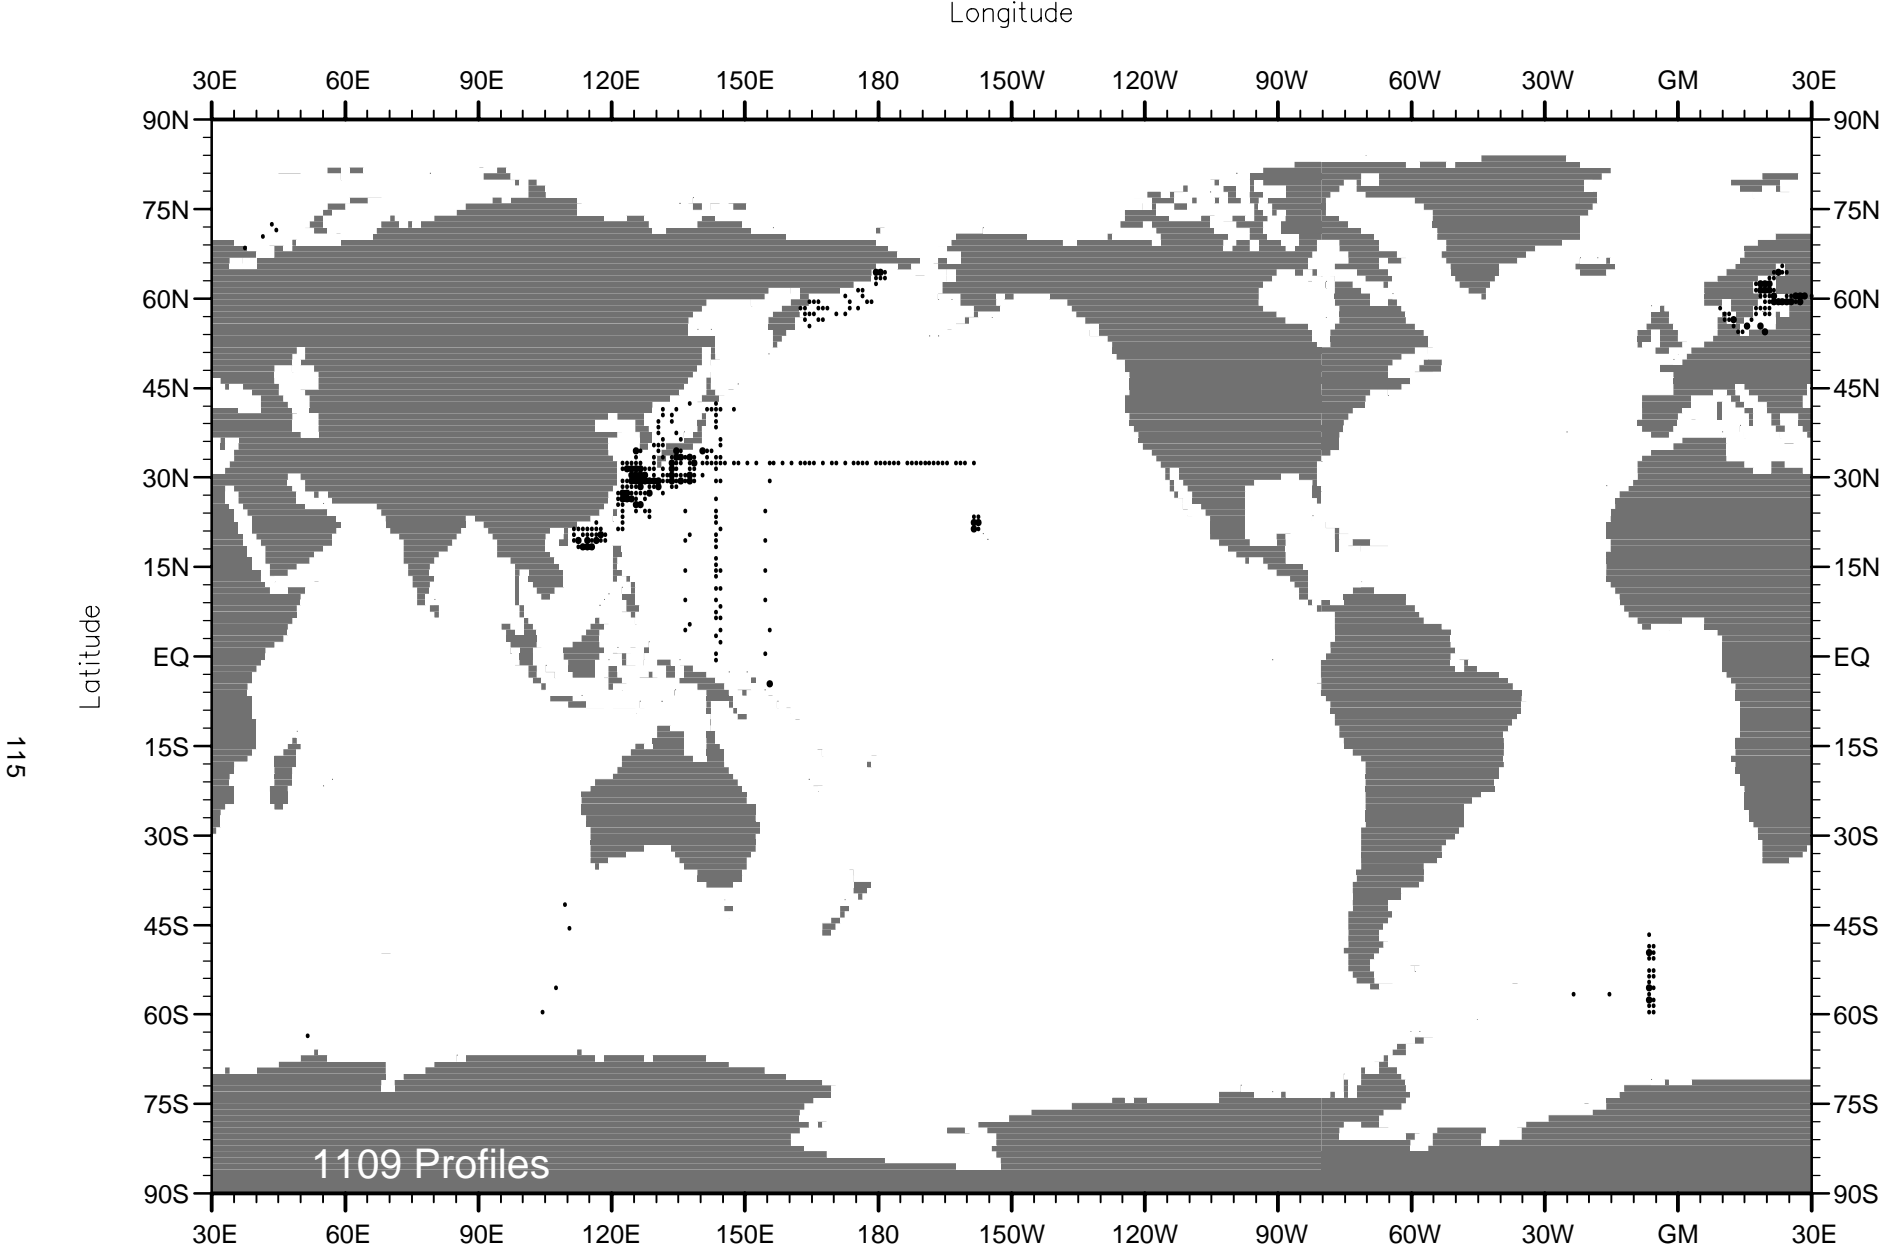 Longitude
30E 60E 90E 120E 150E 180 150W 120W 90W 60W 30W GM 30E
90N 90N
75N 75N
60N 60N
45N 45N
30N 30N
15N 15N
Latitude
EQ EQ
115
15S 15S
30S 30S
45S 45S
60S 60S
75S 75S
1109 Profiles
90S 90S
30E 60E 90E 120E 150E 180 150W 120W 90W 60W 30W GM 30E